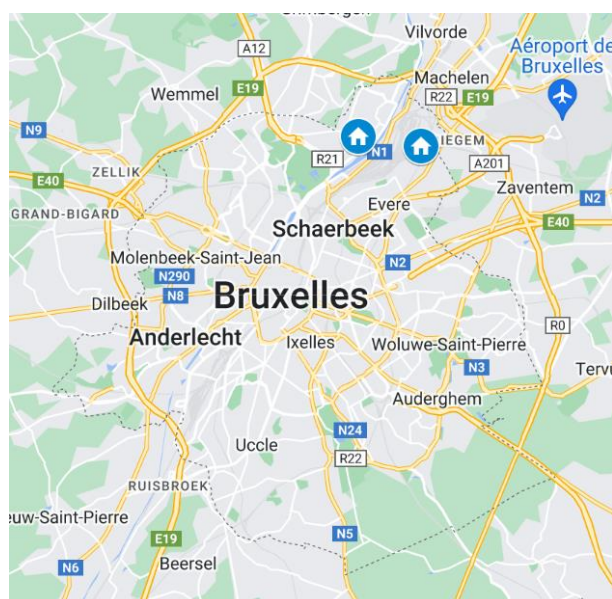 Grimbergen
Vilvorde
A12
Aéroport de
Bruxelles
E19
Machelen
Wemmel
R22
E19
N9
N1
IEGEM
R21
A201
ZELLIK
Zaventem
E40
N2
Evere
GRAND-BIGARD
E40
Schaerbeek
Molenbeek-Saint-Jean
N2
N290
N8
Bruxelles
Dilbeek
R0
Anderlecht
Ixelles
Woluwe-Saint-Pierre
N3
Tervu
Auderghem
N24
Uccle
R22
RUISBROEK
euw-Saint-Pierre
N5
E19
Beersel
N6